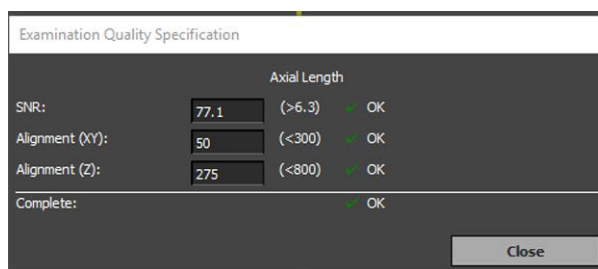 Examination Quality Specification
Axial Length
SNR: 77.1 (>6.3) ✓ OK
Alignment (XY): 50 (<300) ✓ OK
Alignment (Z): 275 (<800) ✓ OK
Complete: ✓ OK
Close